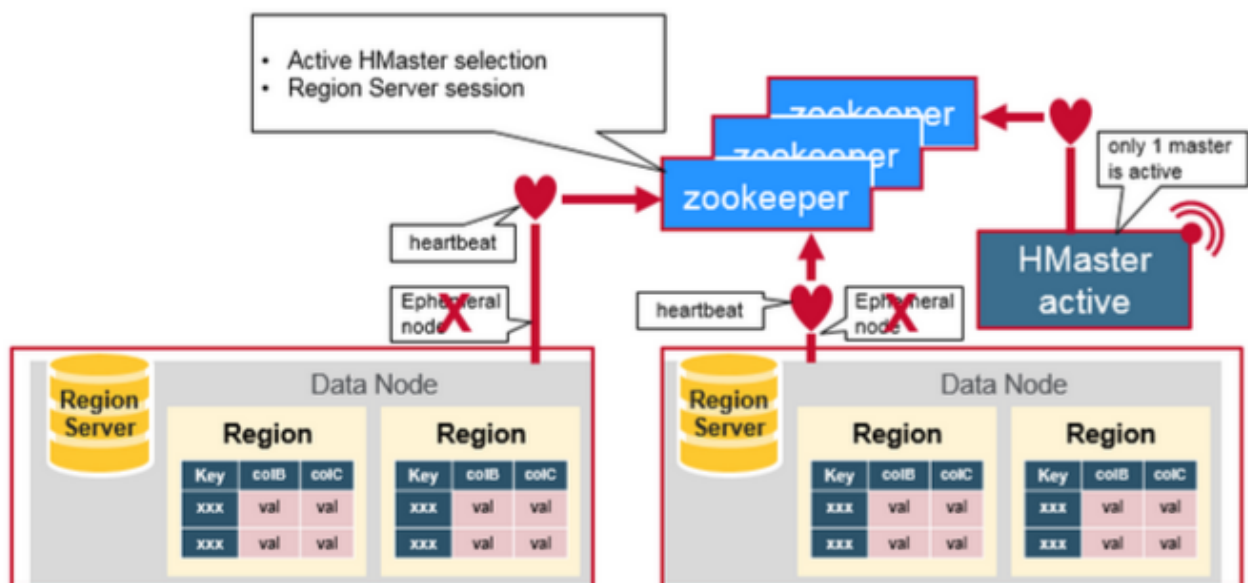 • Active HMaster selection
• Region Server session
zookeeper
zookeeper
zookeeper
only 1 master
is active
HMaster
active
heartbeat
Ephemeral
node
X
heartbeat
Ephemeral
node
X
Region
Server
Data Node
Region
Key colB colC
xxx val val
xxx val val
Region
Key colB colC
xxx val val
xxx val val
Region
Server
Data Node
Region
Key colB colC
xxx val val
xxx val val
Region
Key colB colC
xxx val val
xxx val val